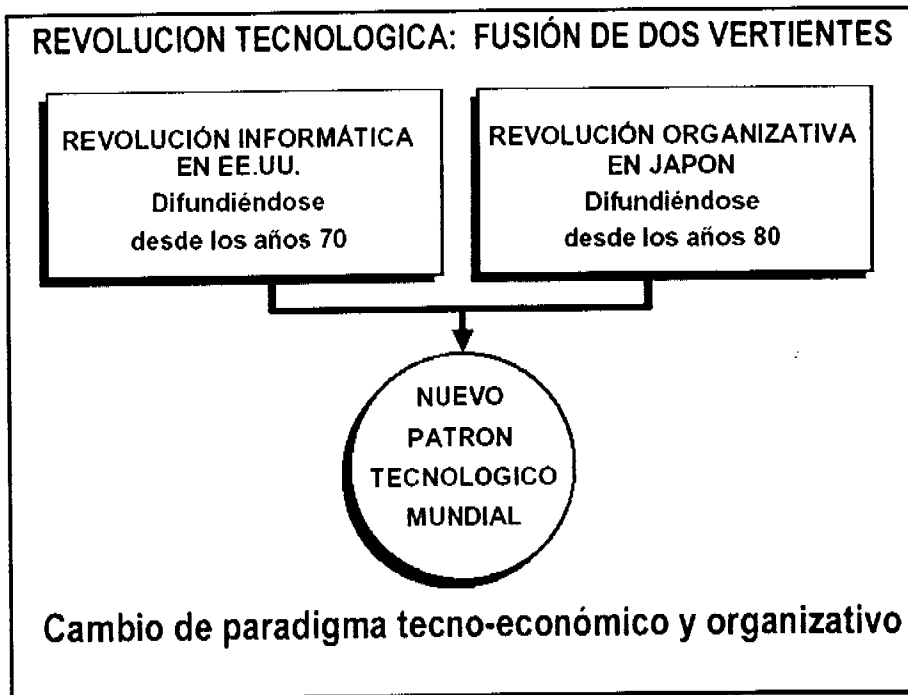 REVOLUCION TECNOLOGICA: FUSIÓN DE DOS VERTIENTES
REVOLUCIÓN INFORMÁTICA
EN EE.UU.
Difundiéndose
desde los años 70
REVOLUCIÓN ORGANIZATIVA
EN JAPON
Difundiéndose
desde los años 80
NUEVO
PATRON
TECNOLOGICO
MUNDIAL
Cambio de paradigma tecno-económico y organizativo